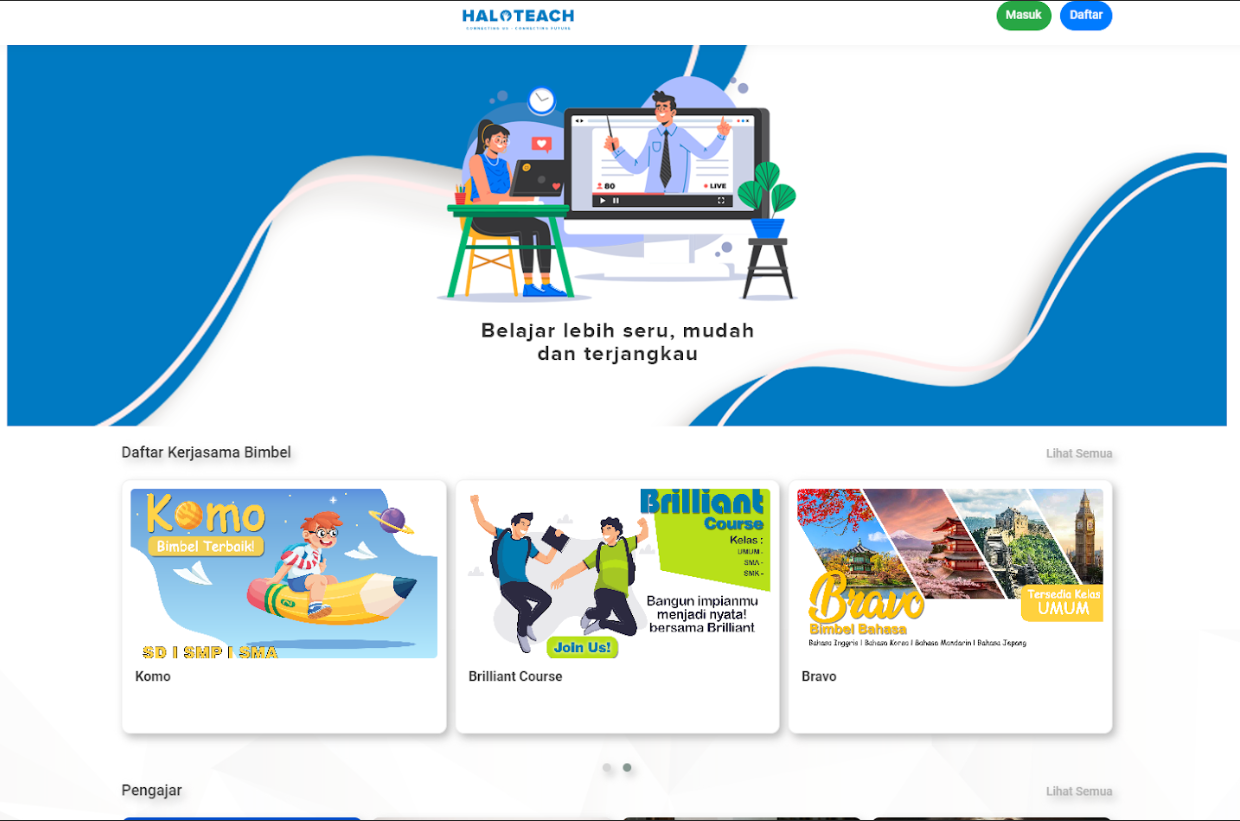 HALOTEACH
CONNECTING US - CONNECTING FUTURE
Masuk
Daftar
80
LIVE
Belajar lebih seru, mudah
dan terjangkau
Daftar Kerjasama Bimbel
Lihat Semua
Komo
Bimbel Terbaik!
SD | SMP | SMA
Komo
Brilliant
Course
Kelas :
UMUM -
SMA -
SMK -
Bangun impianmu
menjadi nyata!
bersama Brilliant
Join Us!
Brilliant Course
Bravo
Bimbel Bahasa
Bahasa Inggris | Bahasa Korea | Bahasa Mandarin | Bahasa Jepang
Tersedia Kelas
UMUM
Bravo
Pengajar
Lihat Semua